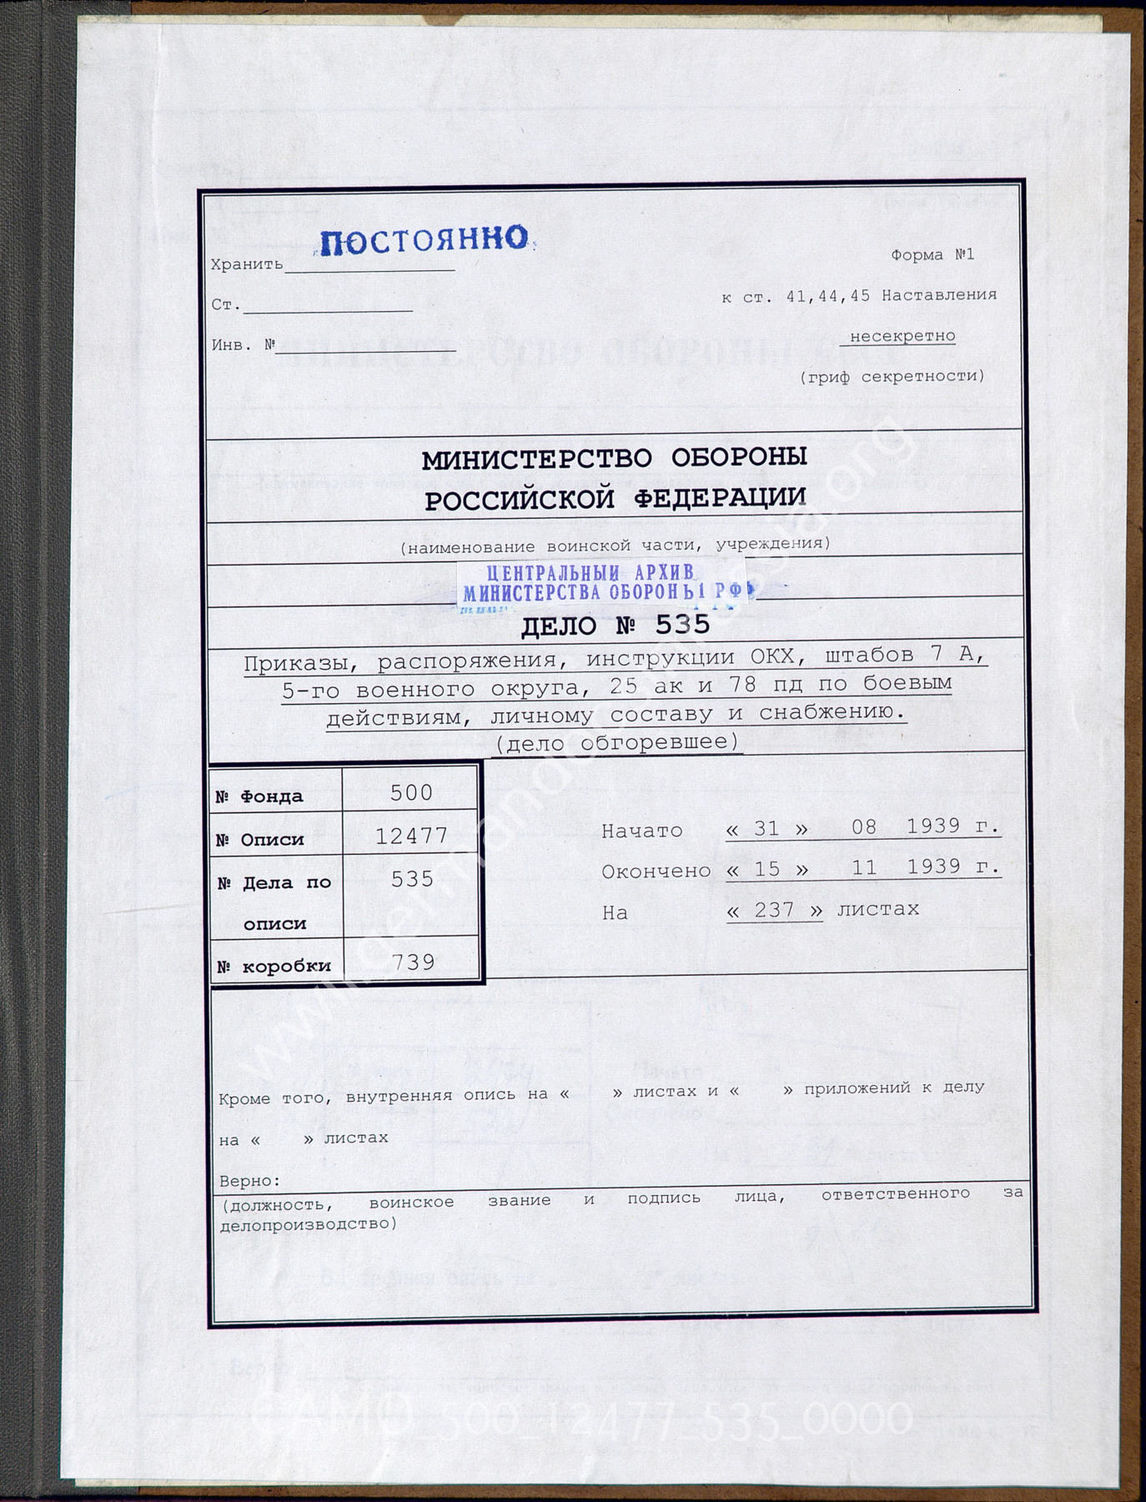 ПОСТОЯННО
Хранить
Форма №1
Ст.
к ст. 41,44,45 Наставления
Инв. №
несекретно
(гриф секретности)
МИНИСТЕРСТВО ОБОРОНЫ
РОССИЙСКОЙ ФЕДЕРАЦИИ
(наименование воинской части, учреждения)
ЦЕНТРАЛЬНЫЙ АРХИВ
МИНИСТЕРСТВА ОБОРОНЫ РФ
ДЕЛО № 535
Приказы, распоряжения, инструкции ОКХ, штабов 7 А,
5-го военного округа, 25 ак и 78 пд по боевым
действиям, личному составу и снабжению.
(дело обгоревшее)
№ Фонда 500
№ Описи 12477
№ Дела по 535
описи
№ коробки 739
Начато « 31 » 08 1939 г.
Окончено « 15 » 11 1939 г.
На « 237 » листах
Кроме того, внутренняя опись на « » листах и « » приложений к делу
на « » листах
Верно:
(должность, воинское звание и подпись лица, ответственного за
делопроизводство)
CAMO_500_12477_535_0000